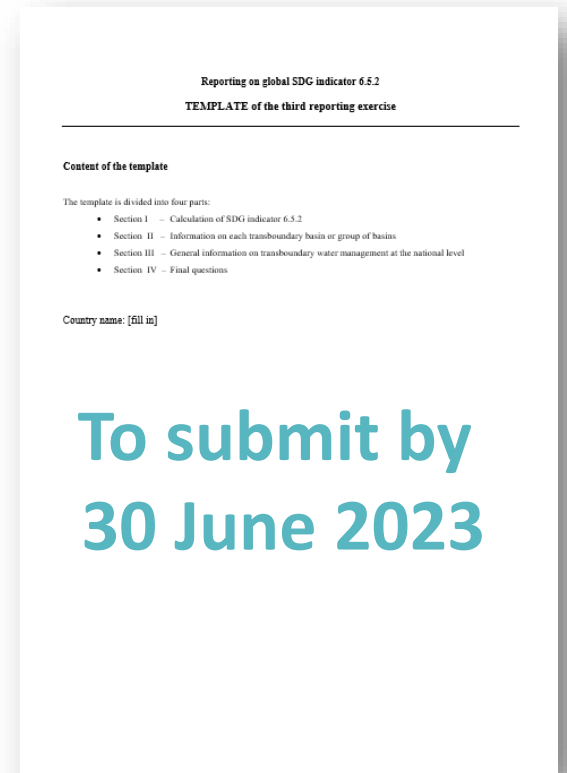 Reporting on global SDG indicator 6.5.2
TEMPLATE of the third reporting exercise
Content of the template
The template is divided into four parts:
• Section I – Calculation of SDG indicator 6.5.2
• Section II – Information on each transboundary basin or group of basins
• Section III – General information on transboundary water management at the national level
• Section IV – Final questions
Country name: [fill in]
To submit by
30 June 2023